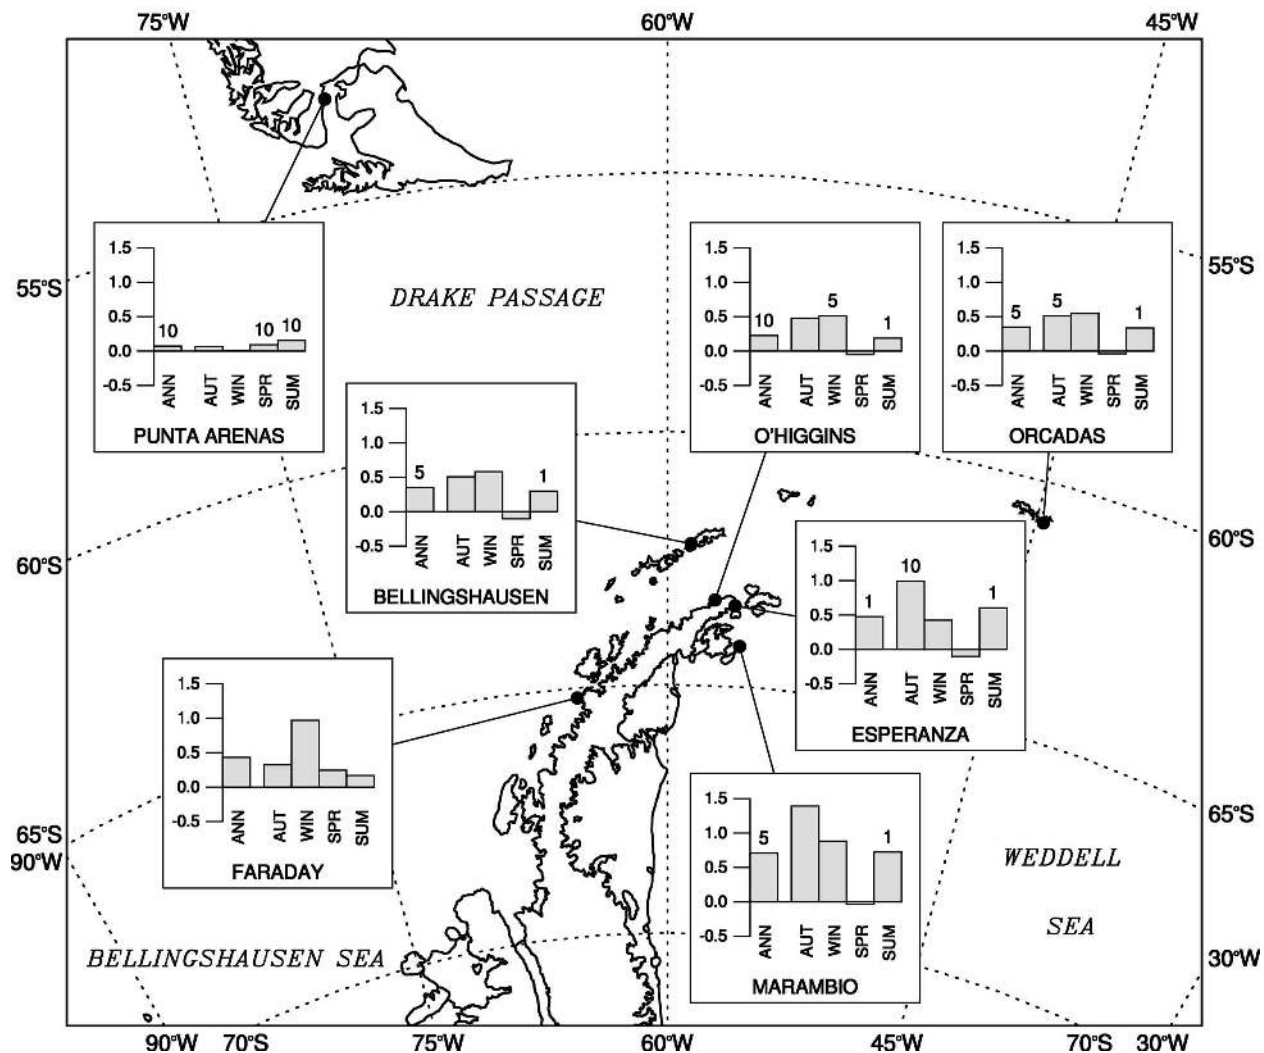 75°W 60°W 45°W
1.5
1.0
0.5
0.0
-0.5
10 10 10
ANN AUT WIN SPR SUM
PUNTA ARENAS
DRAKE PASSAGE
1.5
1.0
0.5
0.0
-0.5
10 5 1
ANN AUT WIN SPR SUM
O'HIGGINS
1.5
1.0
0.5
0.0
-0.5
5 5 1
ANN AUT WIN SPR SUM
ORCADAS
55°S 55°S
1.5
1.0
0.5
0.0
-0.5
5 1
ANN AUT WIN SPR SUM
BELLINGSHAUSEN
60°S 60°S
1.5
1.0
0.5
0.0
-0.5
1 10 1
ANN AUT WIN SPR SUM
ESPERANZA
1.5
1.0
0.5
0.0
-0.5
ANN AUT WIN SPR SUM
FARADAY
1.5
1.0
0.5
0.0
-0.5
5 1
ANN AUT WIN SPR SUM
MARAMBIO
65°S 65°S
90°W
WEDDELL
SEA
BELLINGSHAUSEN SEA
30°W
90°W 70°S 75°W 60°W 45°W 70°S 30°W